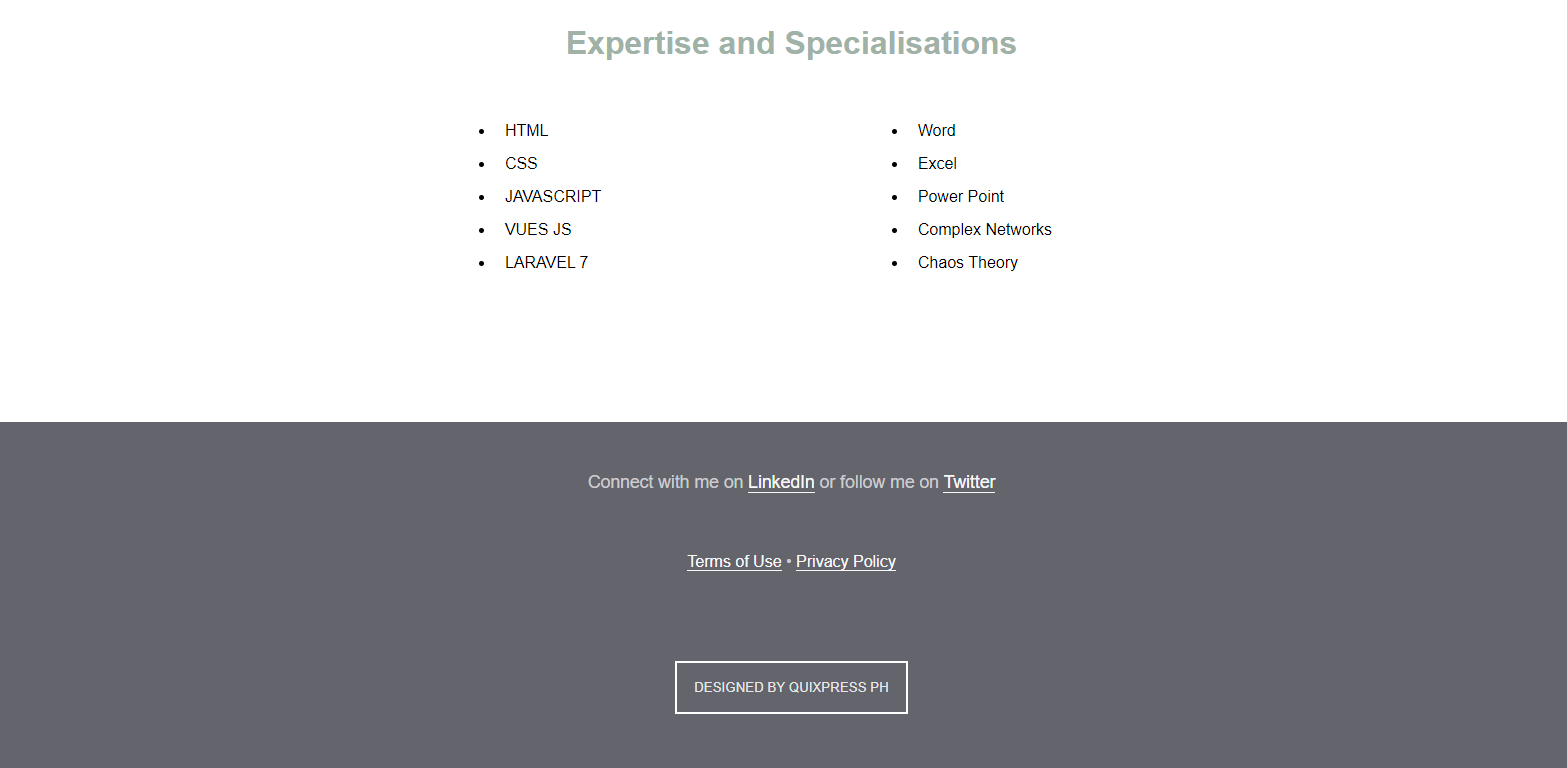 Expertise and Specialisations
HTML
CSS
JAVASCRIPT
VUES JS
LARAVEL 7
Word
Excel
Power Point
Complex Networks
Chaos Theory
Connect with me on LinkedIn or follow me on Twitter
Terms of Use • Privacy Policy
DESIGNED BY QUIXPRESS PH